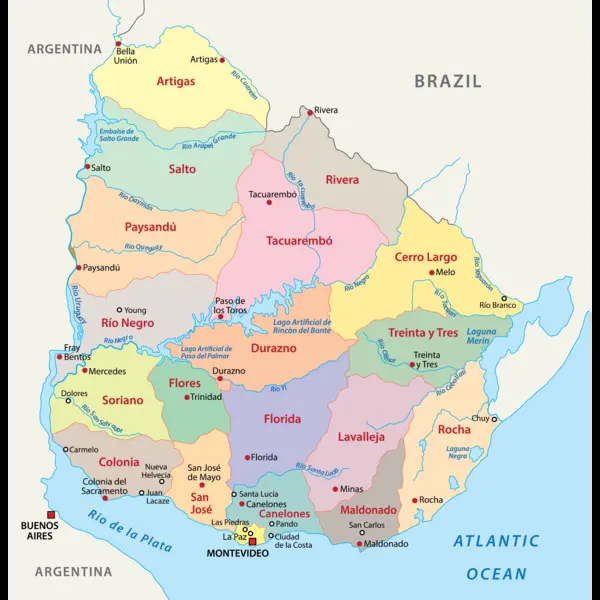 ARGENTINA
Bella
Unión
Artigas
Artigas
Río Cuareim
BRAZIL
Rivera
Embalse de
Salto Grande
Río Arapei Grande
Salto
Salto
Rivera
Río Tacuarembó
Río Daymán
Tacuarembó
Paysandú
Tacuarembó
Río Queguay
Cerro Largo
Melo
Río Yaguarón
Paysandú
Río Negro
Río Tacuarí
Río Branco
Río Uruguay
Young
Paso de
los Toros
Río Negro
Lago Artificial de
Rincón del Bonte
Treinta y Tres
Laguna
Merín
Río Negro
Fray
Bentos
Lago Artificial de
Paso del Palmar
Durazno
Río Olimar
Treinta
y Tres
Mercedes
Durazno
Flores
Río Yí
Río Cebollatí
Dolores
Soriano
Trinidad
Río San Salvador
Florida
Chuy
Lavalleja
Rocha
Carmelo
Colonia
Nueva
Helvecia
San José
de Mayo
Florida
Laguna
Negra
Río Santa Lucía
Colonia del
Sacramento
Juan
Lacaze
San
José
Santa Lucía
Canelones
Minas
Rocha
Canelones
Maldonado
BUENOS
AIRES
Río de la Plata
Las Piedras
Pando
San Carlos
La Paz
Ciudad
de la Costa
Maldonado
MONTEVIDEO
ATLANTIC
OCEAN
ARGENTINA